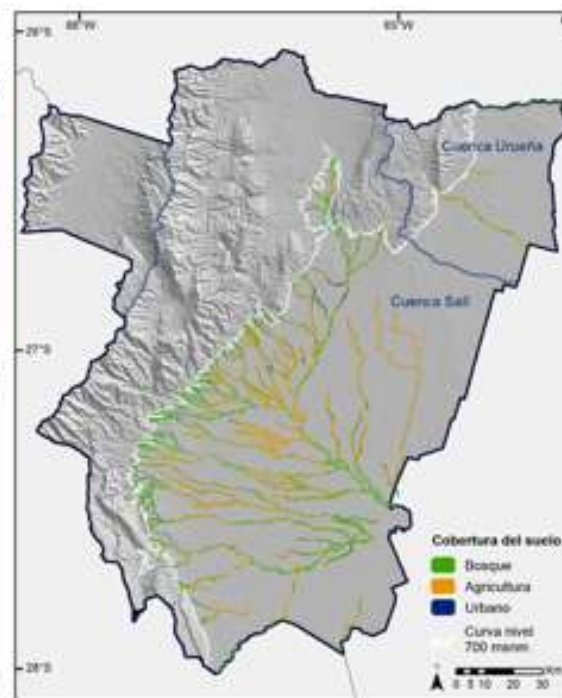 66°W
65°W
26°S
Cuenca Urueña
Cuenca Salí
27°S
Cobertura del suelo
Bosque
Agricultura
Urbano
Curva nivel
700 msnm
0 5 10 20 30 Km
28°S